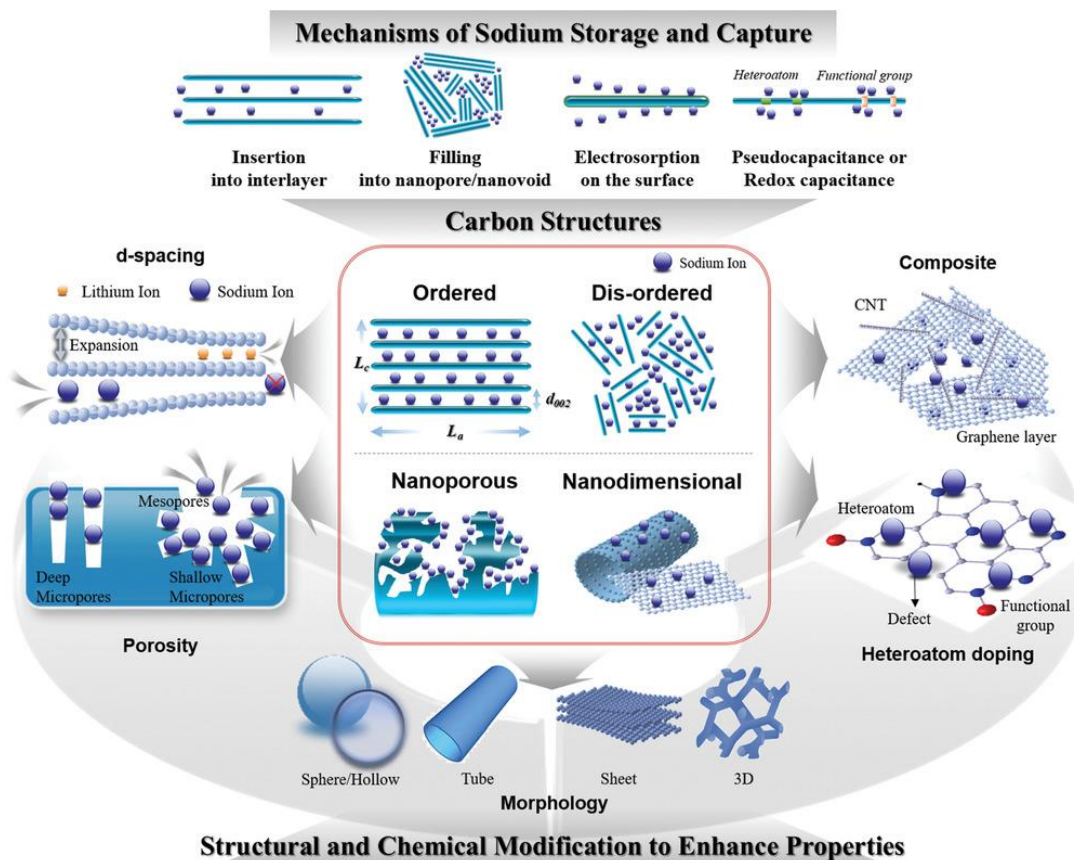 Mechanisms of Sodium Storage and Capture
Heteroatom
Functional group
Insertion
into interlayer
Filling
into nanopore/nanovoid
Electrosorption
on the surface
Pseudocapacitance or
Redox capacitance
Carbon Structures
d-spacing
Lithium Ion
Sodium Ion
Expansion
Sodium Ion
Ordered
Dis-ordered
Lc
d002
La
Nanoporous
Nanodimensional
Composite
CNT
Graphene layer
Mesopores
Deep
Micropores
Shallow
Micropores
Porosity
Heteroatom
Defect
Functional
group
Heteroatom doping
Sphere/Hollow
Tube
Sheet
3D
Morphology
Structural and Chemical Modification to Enhance Properties